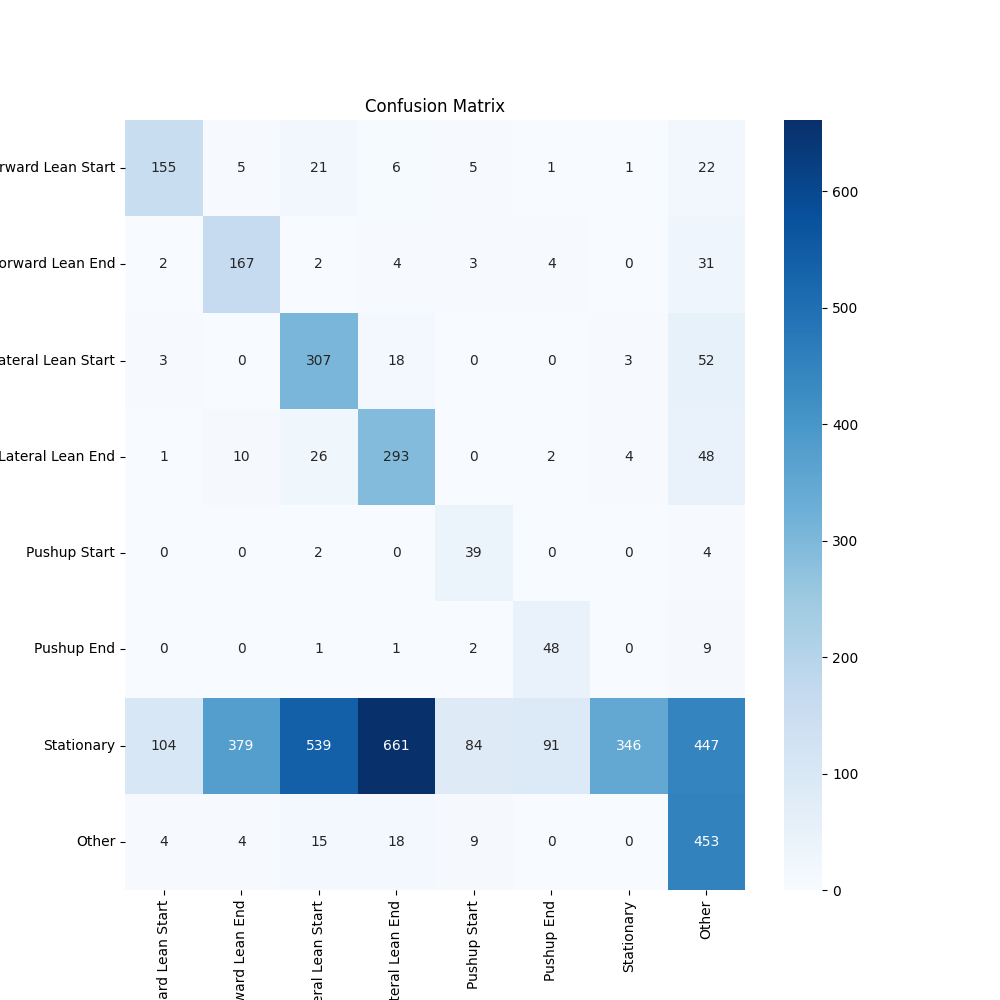 Confusion Matrix
rward Lean Start 155 5 21 6 5 1 1 22
orward Lean End 2 167 2 4 3 4 0 31
ateral Lean Start 3 0 307 18 0 0 3 52
Lateral Lean End 1 10 26 293 0 2 4 48
Pushup Start 0 0 2 0 39 0 0 4
Pushup End 0 0 1 1 2 48 0 9
Stationary 104 379 539 661 84 91 346 447
Other 4 4 15 18 9 0 0 453
ard Lean Start
ward Lean End
eral Lean Start
teral Lean End
Pushup Start
Pushup End
Stationary
Other
600
500
400
300
200
100
0